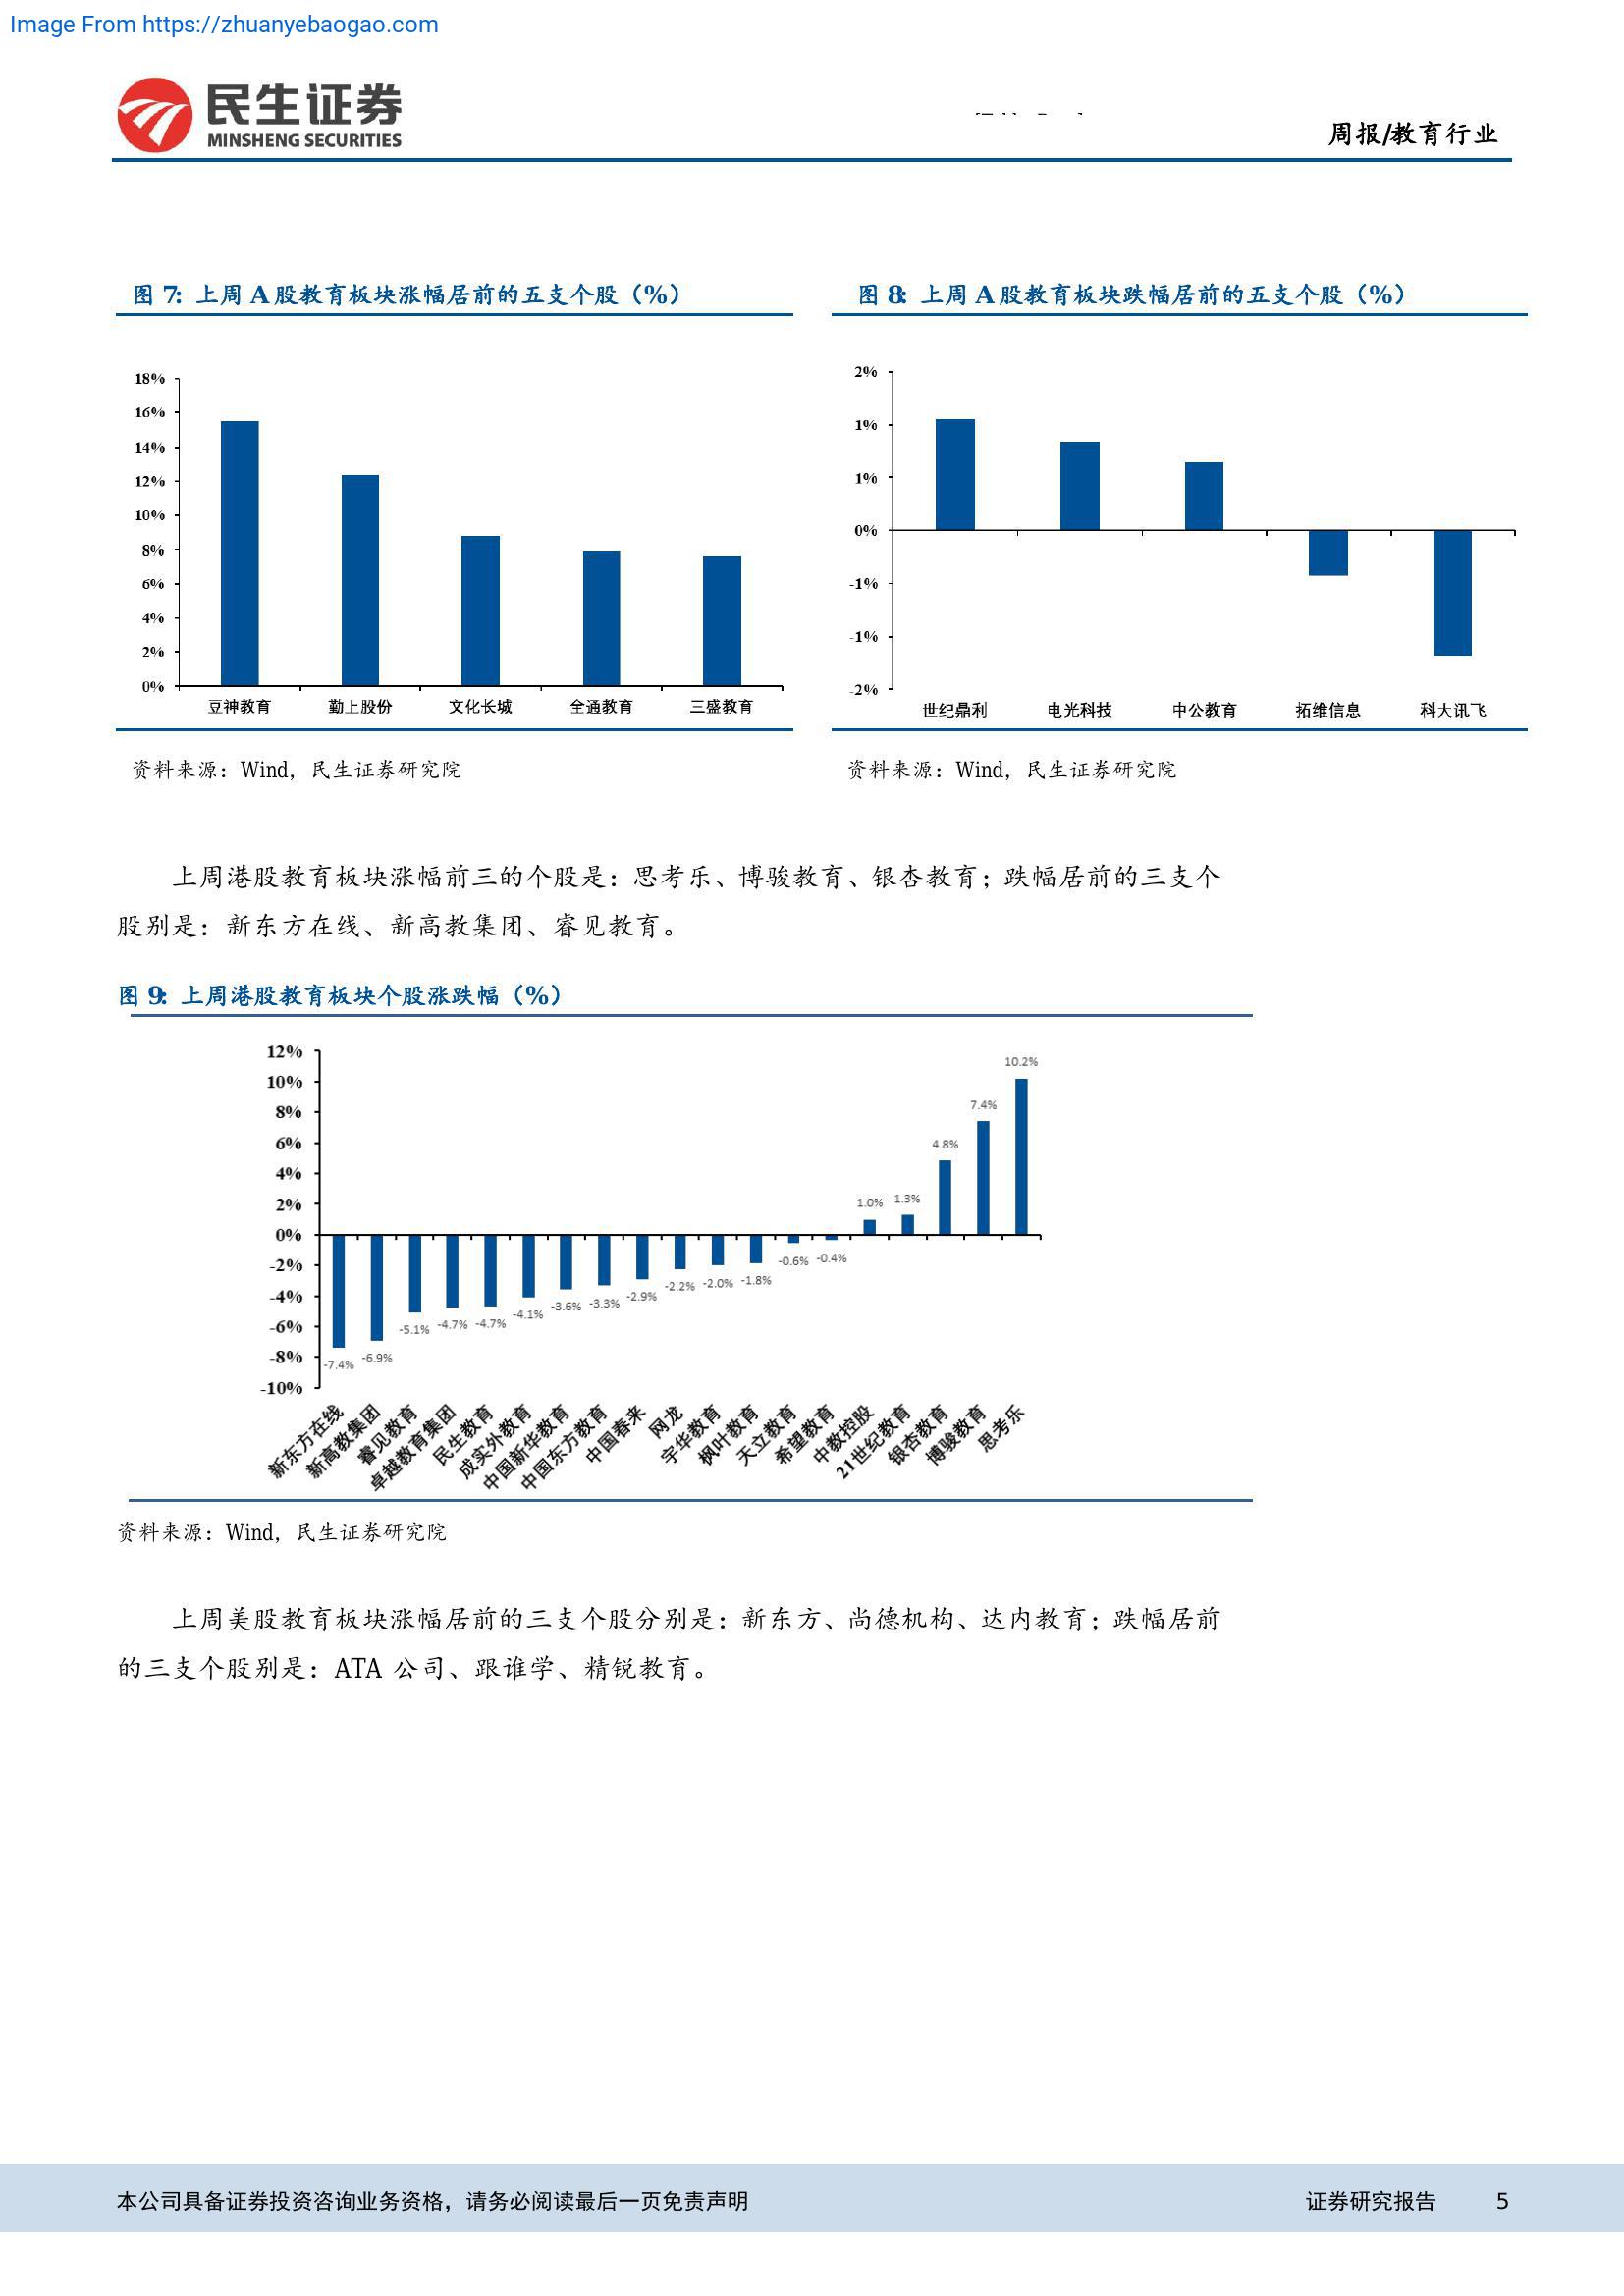 Image From https://zhuanyebaogao.com
民生证券
MINSHENG SECURITIES
周报/教育行业
图 7: 上周 A 股教育板块涨幅居前的五支个股（%）
18%
16%
14%
12%
10%
8%
6%
4%
2%
0%
豆神教育 勤上股份 文化长城 全通教育 三盛教育
资料来源：Wind，民生证券研究院
图 8: 上周 A 股教育板块跌幅居前的五支个股（%）
2%
1%
1%
0%
-1%
-1%
-2%
世纪鼎利 电光科技 中公教育 拓维信息 科大讯飞
资料来源：Wind，民生证券研究院
上周港股教育板块涨幅前三的个股是：思考乐、博骏教育、银杏教育；跌幅居前的三支个
股别是：新东方在线、新高教集团、睿见教育。
图 9: 上周港股教育板块个股涨跌幅（%）
12%
10%
8%
6%
4%
2%
0%
-2%
-4%
-6%
-8%
-10%
-7.4% -6.9% -5.1% -4.7% -4.7% -4.1% -3.6% -3.3% -2.9% -2.2% -2.0% -1.8% -0.6% -0.4% 1.0% 1.3% 4.8% 7.4% 10.2%
新东方在线 新高教集团 睿见教育 卓越教育集团 民生教育 成实外教育 中国新华教育 中国东方教育 中国春来 网龙 宇华教育 枫叶教育 天立教育 希望教育 中教控股 21世纪教育 银杏教育 博骏教育 思考乐
资料来源：Wind，民生证券研究院
上周美股教育板块涨幅居前的三支个股分别是：新东方、尚德机构、达内教育；跌幅居前
的三支个股别是：ATA 公司、跟谁学、精锐教育。
本公司具备证券投资咨询业务资格，请务必阅读最后一页免责声明
证券研究报告 5